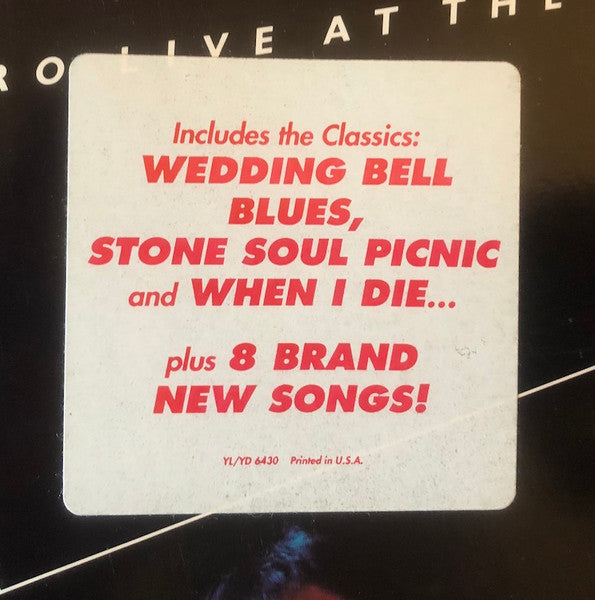 RO LIVE AT THE
Includes the Classics:
WEDDING BELL
BLUES,
STONE SOUL PICNIC
and WHEN I DIE...
plus 8 BRAND
NEW SONGS!
YL/YD 6430 Printed in U.S.A.